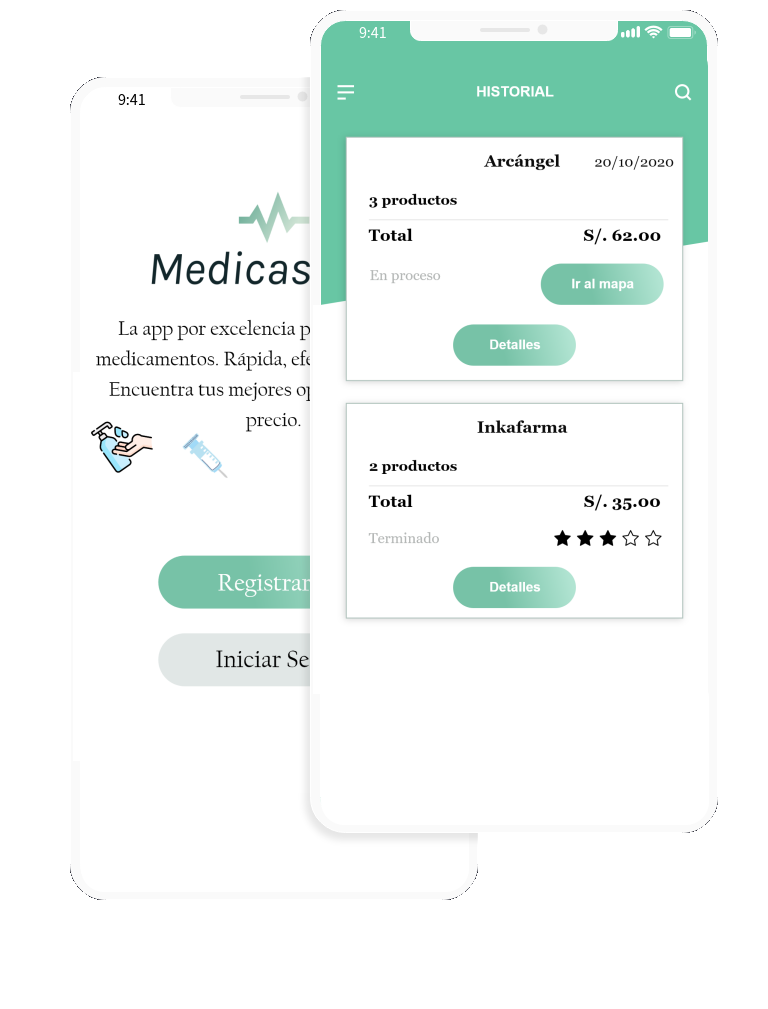 9:41
Medicas
La app por excelencia p
medicamentos. Rápida, efe
Encuentra tus mejores op
precio.
Registrar
Iniciar Se
9:41
HISTORIAL
Arcángel 20/10/2020
3 productos
Total S/. 62.00
En proceso Ir al mapa
Detalles
Inkafarma
2 productos
Total S/. 35.00
Terminado
Detalles